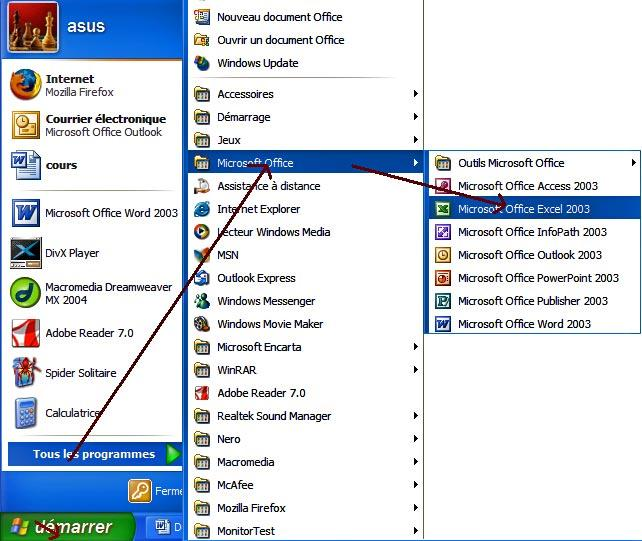 asus
Internet
Mozilla Firefox
Courrier électronique
Microsoft Office Outlook
cours
Microsoft Office Word 2003
DivX Player
Macromedia Dreamweaver
MX 2004
Adobe Reader 7.0
Spider Solitaire
Calculatrice
Tous les programmes
Ferme
démarrer
D
Nouveau document Office
Ouvrir un document Office
Windows Update
Accessoires
Démarrage
Jeux
Microsoft Office
Assistance à distance
Internet Explorer
Lecteur Windows Media
MSN
Outlook Express
Windows Messenger
Windows Movie Maker
Microsoft Encarta
WinRAR
Adobe Reader 7.0
Realtek Sound Manager
Nero
Macromedia
McAfee
Mozilla Firefox
MonitorTest
Outils Microsoft Office
Microsoft Office Access 2003
Microsoft Office Excel 2003
Microsoft Office InfoPath 2003
Microsoft Office Outlook 2003
Microsoft Office PowerPoint 2003
Microsoft Office Publisher 2003
Microsoft Office Word 2003